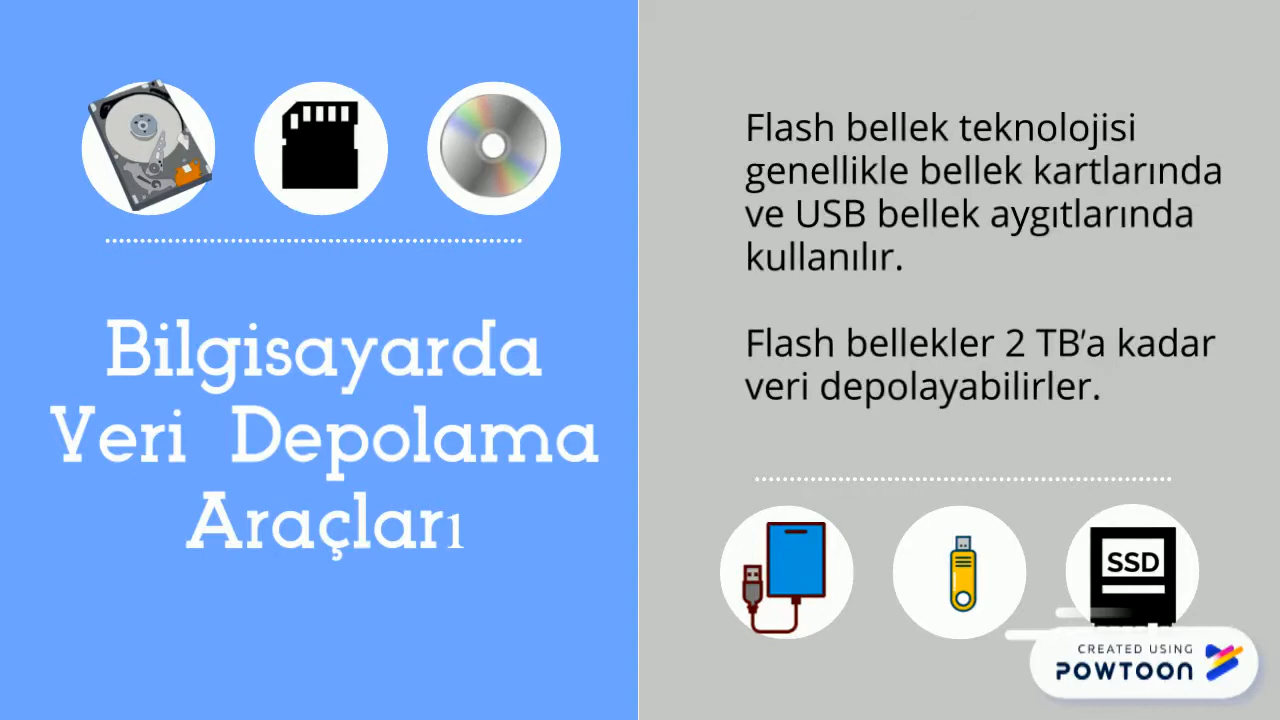 Bilgisayarda
Veri Depolama
Araçları
Flash bellek teknolojisi
genellikle bellek kartlarında
ve USB bellek aygıtlarında
kullanılır.
Flash bellekler 2 TB’a kadar
veri depolayabilirler.
SSD
CREATED USING
POWTOON